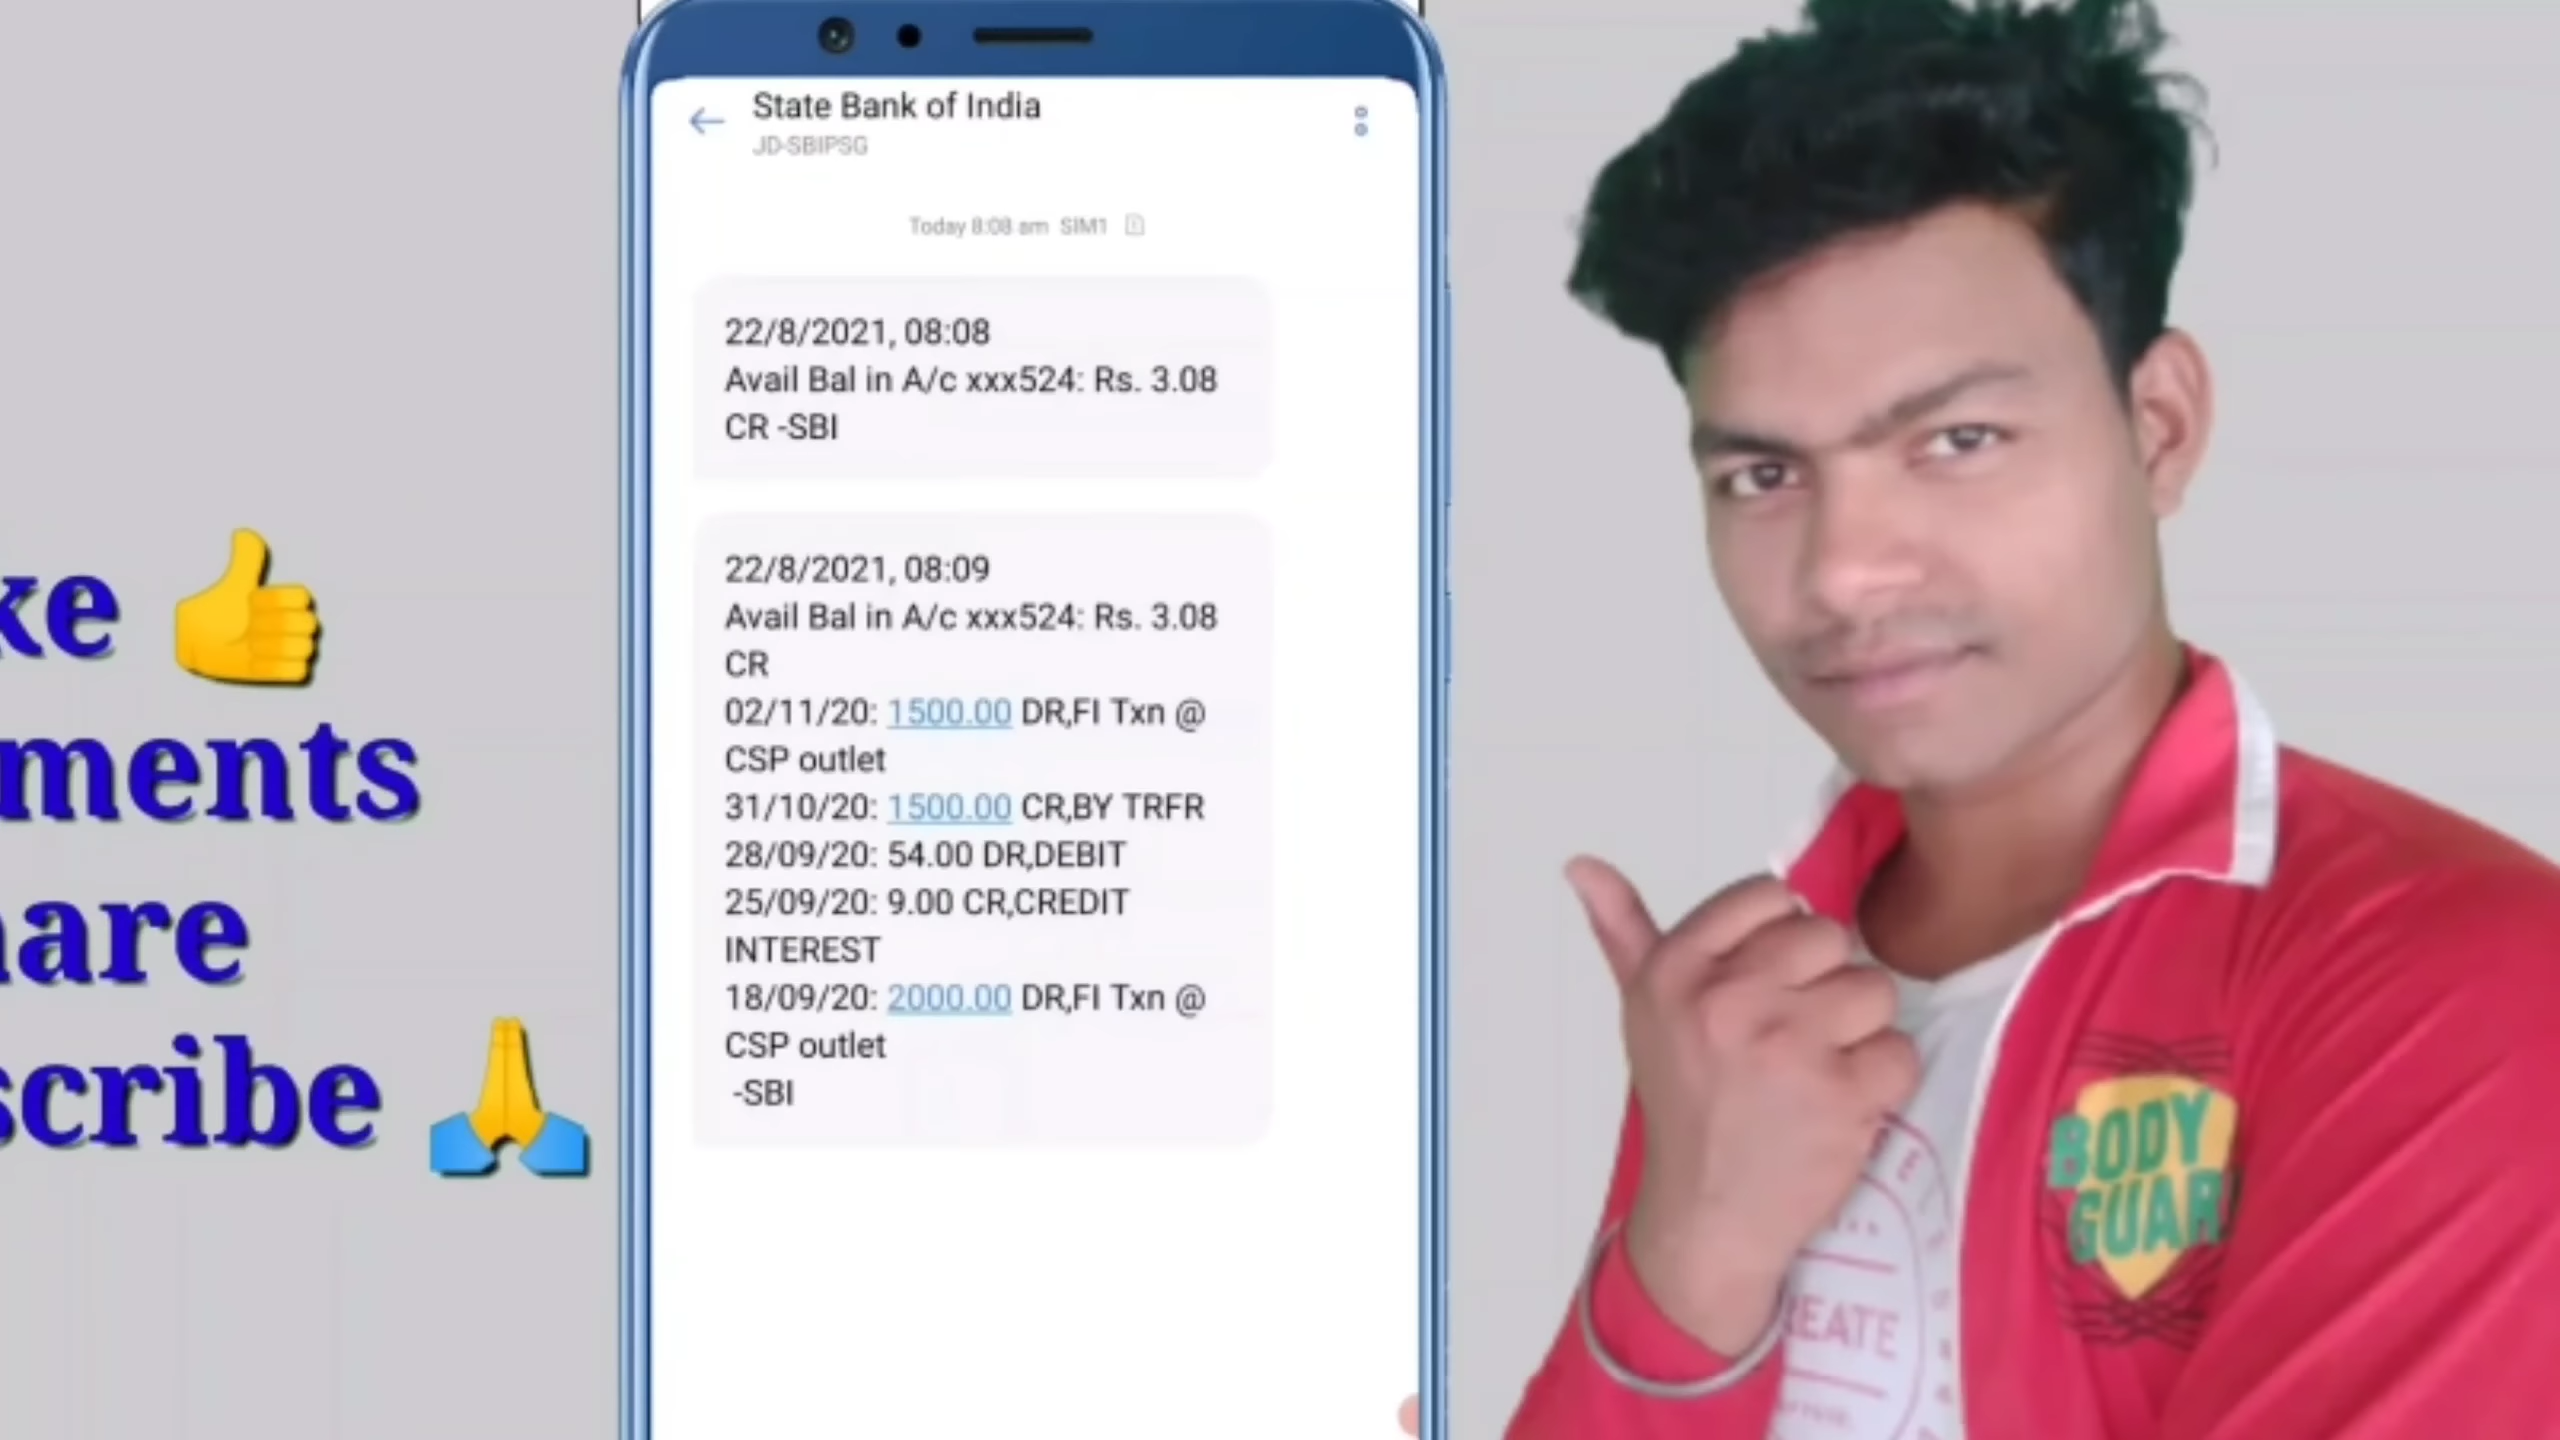 State Bank of India
JD-SBIPSG
Today 8:08 am SIM1
22/8/2021, 08:08
Avail Bal in A/c xxx524: Rs. 3.08
CR -SBI
22/8/2021, 08:09
Avail Bal in A/c xxx524: Rs. 3.08
CR
02/11/20: 1500.00 DR,FI Txn @
CSP outlet
31/10/20: 1500.00 CR,BY TRFR
28/09/20: 54.00 DR,DEBIT
25/09/20: 9.00 CR,CREDIT
INTEREST
18/09/20: 2000.00 DR,FI Txn @
CSP outlet
-SBI
ke 👍
ments
are
scribe 🙏
BODY
GUAR
REATE